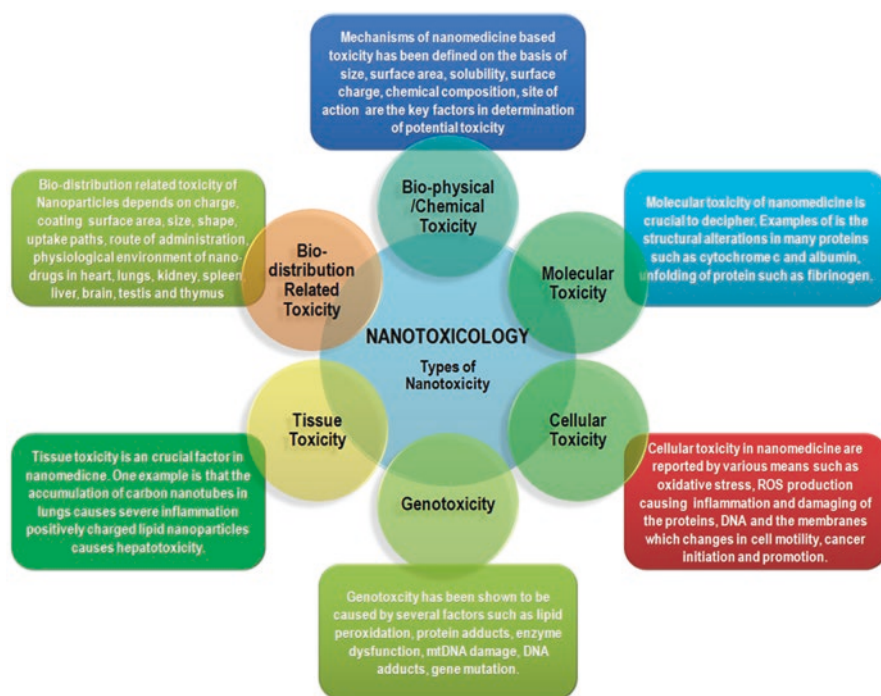 Mechanisms of nanomedicine based
toxicity has been defined on the basis of
size, surface area, solubility, surface
charge, chemical composition, site of
action are the key factors in determination
of potential toxicity
Bio-physical
/Chemical
Toxicity
Bio-distribution related toxicity of
Nanoparticles depends on charge,
coating surface area, size, shape,
uptake paths, route of administration,
physiological environment of nano-
drugs in heart, lungs, kidney, spleen,
liver, brain, testis and thymus
Bio-
distribution
Related
Toxicity
Molecular
Toxicity
Molecular toxicity of nanomedicine is
crucial to decipher. Examples of is the
structural alterations in many proteins
such as cytochrome c and albumin,
unfolding of protein such as fibrinogen.
NANOTOXICOLOGY
Types of
Nanotoxicity
Tissue
Toxicity
Cellular
Toxicity
Tissue toxicity is an crucial factor in
nanomedicne. One example is that the
accumulation of carbon nanotubes in
lungs causes severe inflammation
positively charged lipid nanoparticles
causes hepatotoxicity.
Cellular toxicity in nanomedicine are
reported by various means such as
oxidative stress, ROS production
causing inflammation and damaging of
the proteins, DNA and the membranes
which changes in cell motility, cancer
initiation and promotion.
Genotoxicity
Genotoxcity has been shown to be
caused by several factors such as lipid
peroxidation, protein adducts, enzyme
dysfunction, mtDNA damage, DNA
adducts, gene mutation.